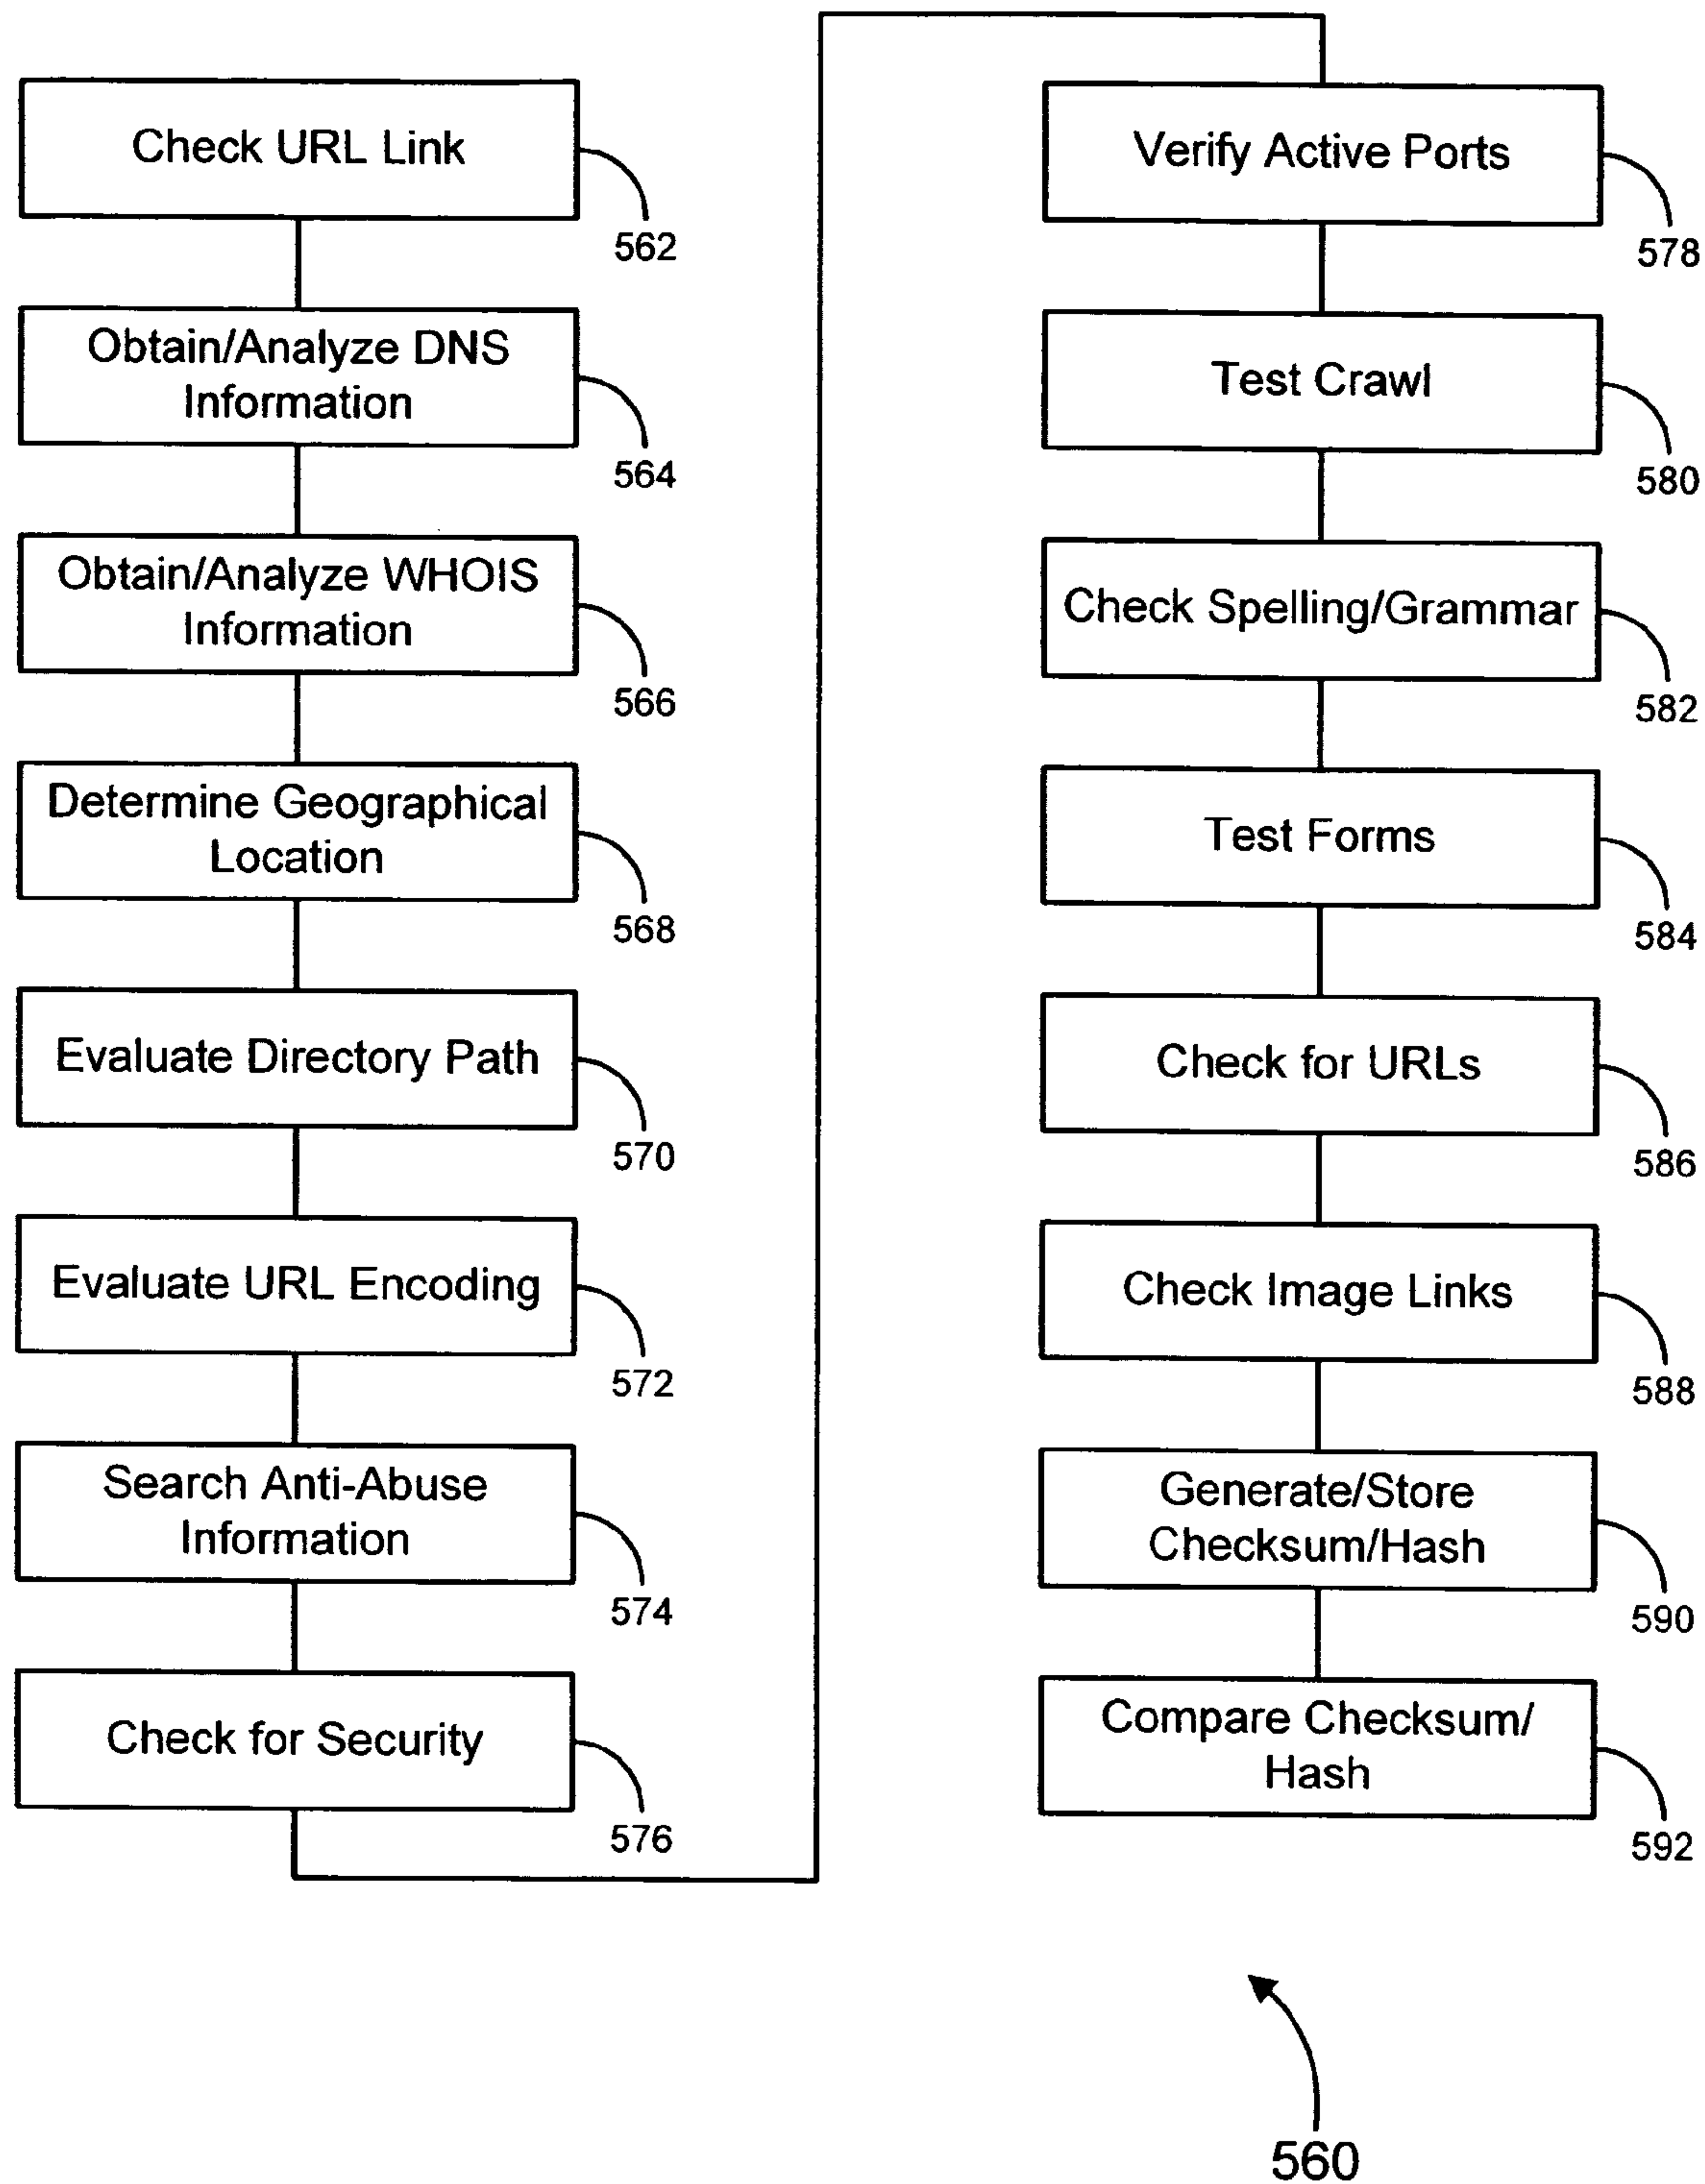 Check URL Link
562
Obtain/Analyze DNS
Information
564
Obtain/Analyze WHOIS
Information
566
Determine Geographical
Location
568
Evaluate Directory Path
570
Evaluate URL Encoding
572
Search Anti-Abuse
Information
574
Check for Security
576
Verify Active Ports
578
Test Crawl
580
Check Spelling/Grammar
582
Test Forms
584
Check for URLs
586
Check Image Links
588
Generate/Store
Checksum/Hash
590
Compare Checksum/
Hash
592
560